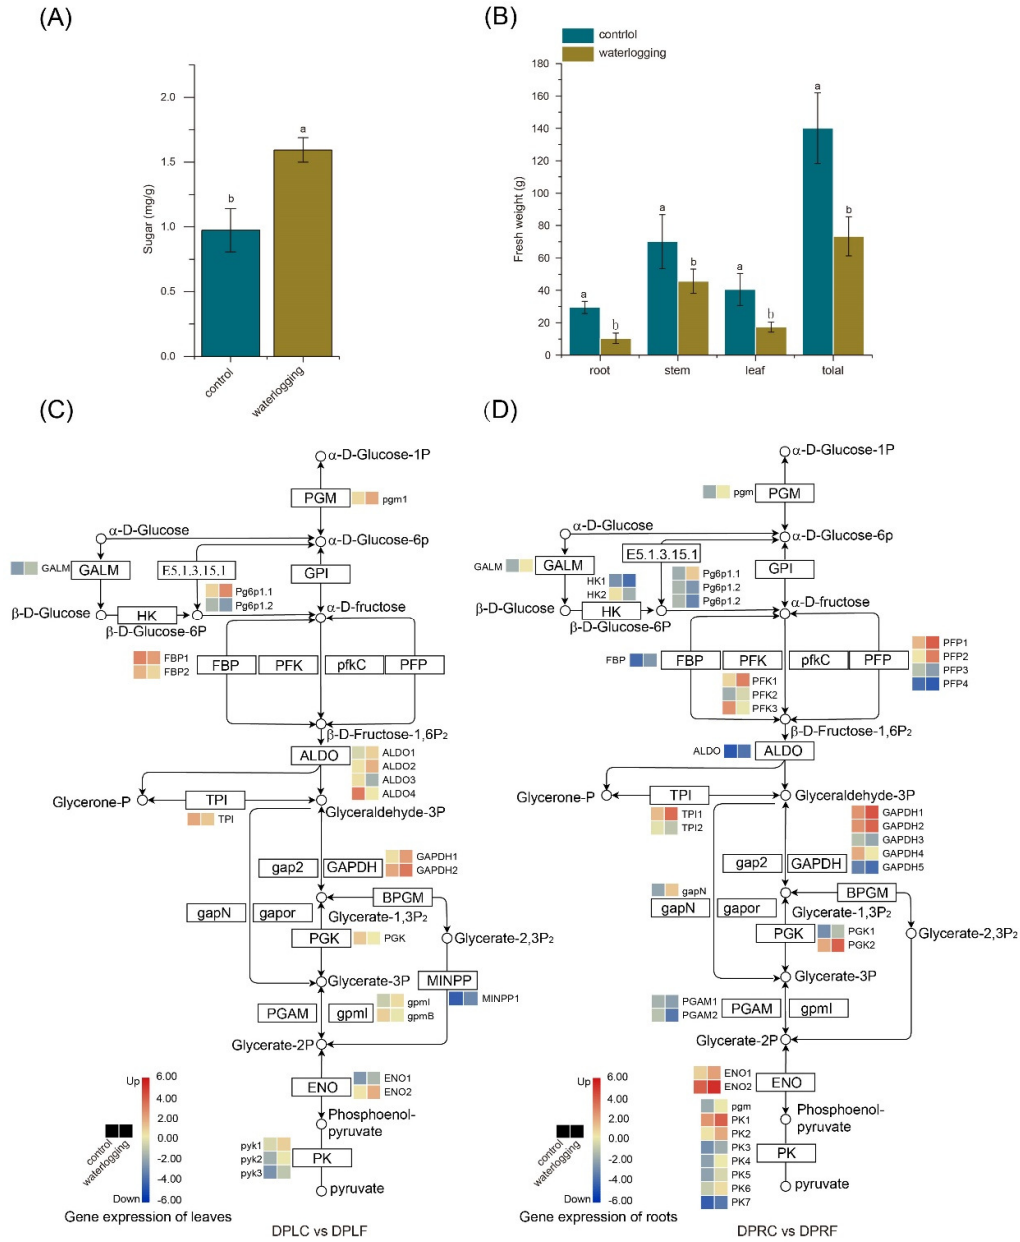 (A)
2.0
1.5
1.0
0.5
0.0
Sugar (mg/g)
b
a
control
waterlogging
(B)
contrlol
waterlogging
180
160
140
120
100
80
60
40
20
0
Fresh weight (g)
a
b
a
b
a
b
a
b
root
stem
leaf
tolal
(C)
α-D-Glucose-1P
PGM
pgm1
α-D-Glucose
α-D-Glucose-6p
GALM
GALM
E5,1,3,15,1
GPI
Pg6p1.1
Pg6p1.2
β-D-Glucose
HK
β-D-Glucose-6P
α-D-fructose
FBP1
FBP2
FBP
PFK
pfkC
PFP
β-D-Fructose-1,6P2
ALDO
ALDO1
ALDO2
ALDO3
ALDO4
Glycerone-P
TPI
TPI
Glyceraldehyde-3P
gap2
GAPDH
GAPDH1
GAPDH2
BPGM
gapN
gapor
Glycerate-1,3P2
PGK
PGK
Glycerate-2,3P2
Glycerate-3P
MINPP
MINPP1
PGAM
gpmI
gpmI
gpmB
Glycerate-2P
ENO
ENO1
ENO2
Phosphoenol-
pyruvate
pyk1
pyk2
pyk3
PK
pyruvate
Up
6.00
4.00
2.00
0.00
-2.00
-4.00
-6.00
Down
control
waterlogging
Gene expression of leaves
DPLC vs DPLF
(D)
α-D-Glucose-1P
pgm
PGM
α-D-Glucose
α-D-Glucose-6p
GALM
GALM
E5.1.3.15.1
GPI
HK1
HK2
Pg6p1.1
Pg6p1.2
Pg6p1.2
β-D-Glucose
HK
β-D-Glucose-6P
α-D-fructose
FBP
FBP
PFK
pfkC
PFP
PFP1
PFP2
PFP3
PFP4
PFK1
PFK2
PFK3
β-D-Fructose-1,6P2
ALDO
ALDO
Glycerone-P
TPI
TPI1
TPI2
Glyceraldehyde-3P
GAPDH1
GAPDH2
GAPDH3
GAPDH4
GAPDH5
gap2
GAPDH
gapN
BPGM
gapN
gapor
Glycerate-1,3P2
PGK
PGK1
PGK2
Glycerate-2,3P2
Glycerate-3P
PGAM1
PGAM2
PGAM
gpmI
Glycerate-2P
ENO1
ENO2
ENO
pgm
PK1
PK2
PK3
PK4
PK5
PK6
PK7
Phosphoenol-
pyruvate
PK
pyruvate
Up
6.00
4.00
2.00
0.00
-2.00
-4.00
-6.00
Down
control
waterlogging
Gene expression of roots
DPRC vs DPRF